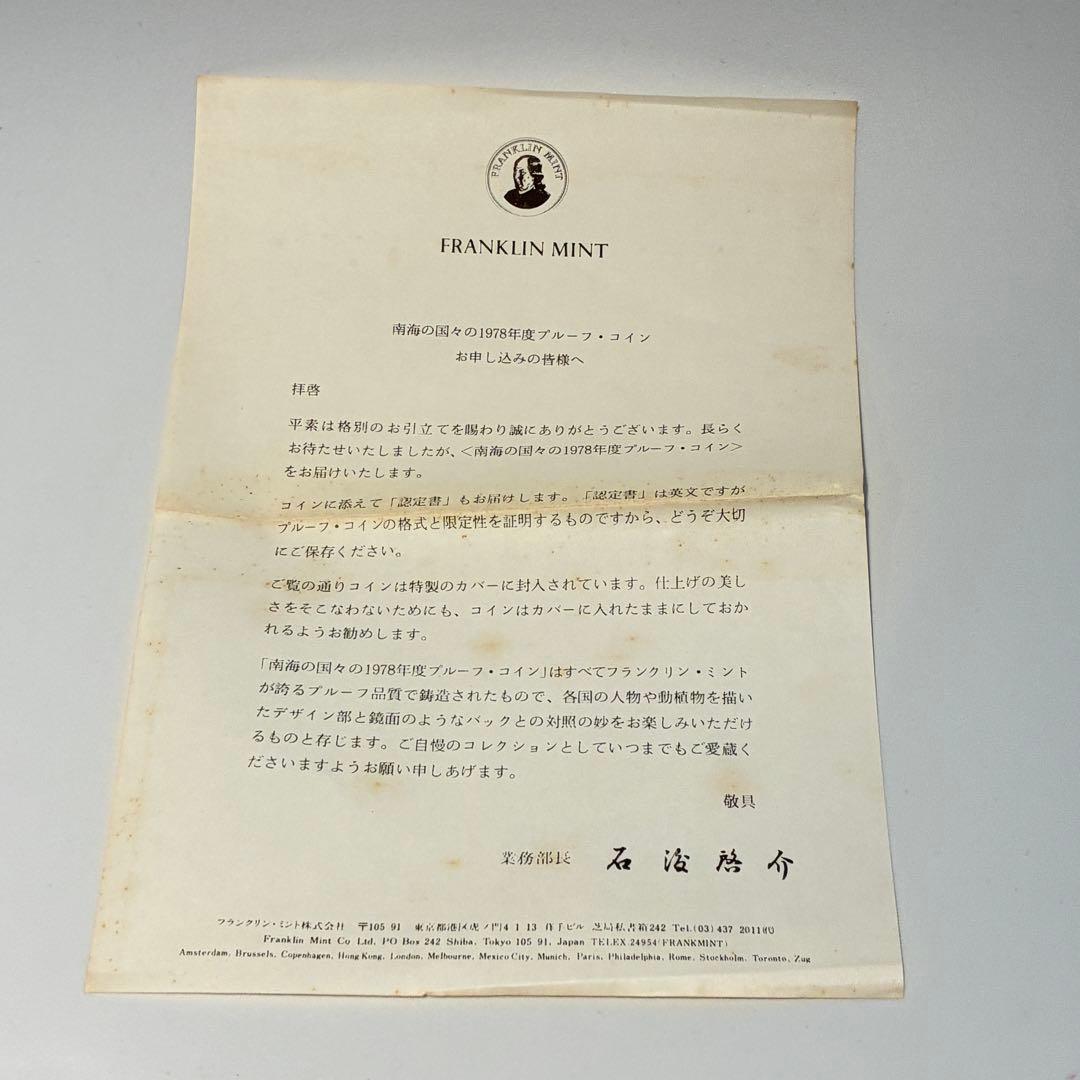 FRANKLIN MINT
FRANKLIN MINT
南海の国々の1978年度プルーフ・コイン
お申し込みの皆様へ
拝啓
平素は格別のお引立てを賜わり誠にありがとうございます。長らく
お待たせいたしましたが、<南海の国々の1978年度プルーフ・コイン>
をお届けいたします。
コインに添えて「認定書」もお届けします。「認定書」は英文ですが
プルーフ・コインの格式と限定性を証明するものですから、どうぞ大切
にご保存ください。
ご覧の通りコインは特製のカバーに封入されています。仕上げの美し
さをそこなわないためにも、コインはカバーに入れたままにしておか
れるようお勧めします。
「南海の国々の1978年度プルーフ・コイン」はすべてフランクリン・ミント
が誇るプルーフ品質で鋳造されたもので、各国の人物や動植物を描い
たデザイン部と鏡面のようなバックとの対照の妙をお楽しみいただけ
るものと存じます。ご自慢のコレクションとしていつまでもご愛蔵く
ださいますようお願い申しあげます。
敬具
業務部長 石渡啓介
フランクリン・ミント株式会社 〒105 91 東京都港区虎ノ門4 1 13 ビル 芝局私書箱242 Tel.(03) 437 2011㈹
Franklin Mint Co Ltd. PO Box 242 Shiba, Tokyo 105 91, Japan TELEX 24954(FRANKMINT)
Amsterdam, Brussels, Copenhagen, Hong Kong, London, Melbourne, Mexico City, Munich, Paris, Philadelphia, Rome, Stockholm, Toronto, Zug